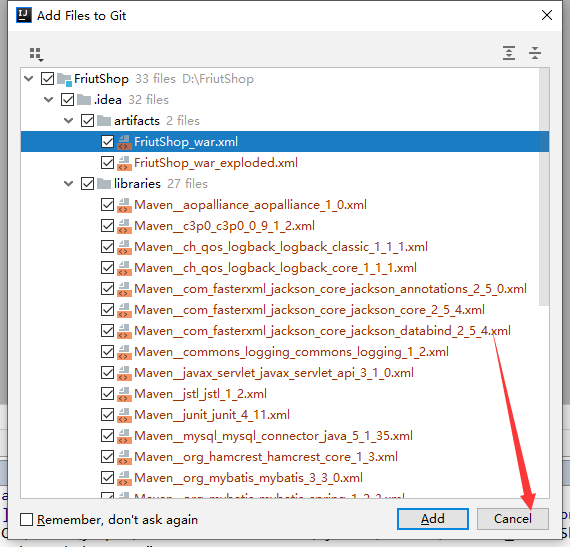 Add Files to Git
FriutShop 33 files D:\FriutShop
.idea 32 files
artifacts 2 files
FriutShop_war.xml
FriutShop_war_exploded.xml
libraries 27 files
Maven__aopalliance_aopalliance_1_0.xml
Maven__c3p0_c3p0_0_9_1_2.xml
Maven__ch_qos_logback_logback_classic_1_1_1.xml
Maven__ch_qos_logback_logback_core_1_1_1.xml
Maven__com_fasterxml_jackson_core_jackson_annotations_2_5_0.xml
Maven__com_fasterxml_jackson_core_jackson_core_2_5_4.xml
Maven__com_fasterxml_jackson_core_jackson_databind_2_5_4.xml
Maven__commons_logging_commons_logging_1_2.xml
Maven__javax_servlet_javax_servlet_api_3_1_0.xml
Maven__jstl_jstl_1_2.xml
Maven__junit_junit_4_11.xml
Maven__mysql_mysql_connector_java_5_1_35.xml
Maven__org_hamcrest_hamcrest_core_1_3.xml
Maven__org_mybatis_mybatis_3_3_0.xml
Maven__org_mybatis_mybatis_spring_1_2_3.xml
Remember, don't ask again
Add
Cancel